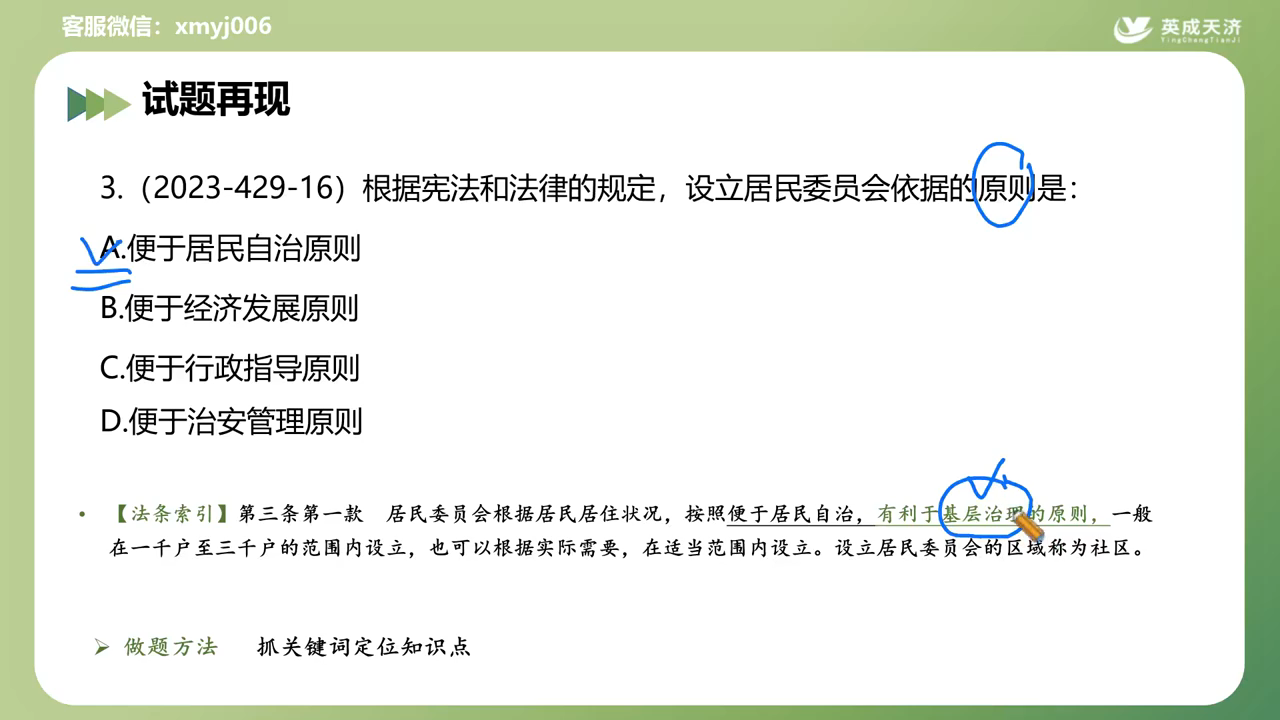 客服微信：xmyj006
英成天济
YingChengTianJi
试题再现
3.（2023-429-16）根据宪法和法律的规定，设立居民委员会依据的原则是：
A.便于居民自治原则
B.便于经济发展原则
C.便于行政指导原则
D.便于治安管理原则
• 【法条索引】第三条第一款 居民委员会根据居民居住状况，按照便于居民自治，有利于基层治理的原则，一般
在一千户至三千户的范围内设立，也可以根据实际需要，在适当范围内设立。设立居民委员会的区域称为社区。
➢ 做题方法 抓关键词定位知识点